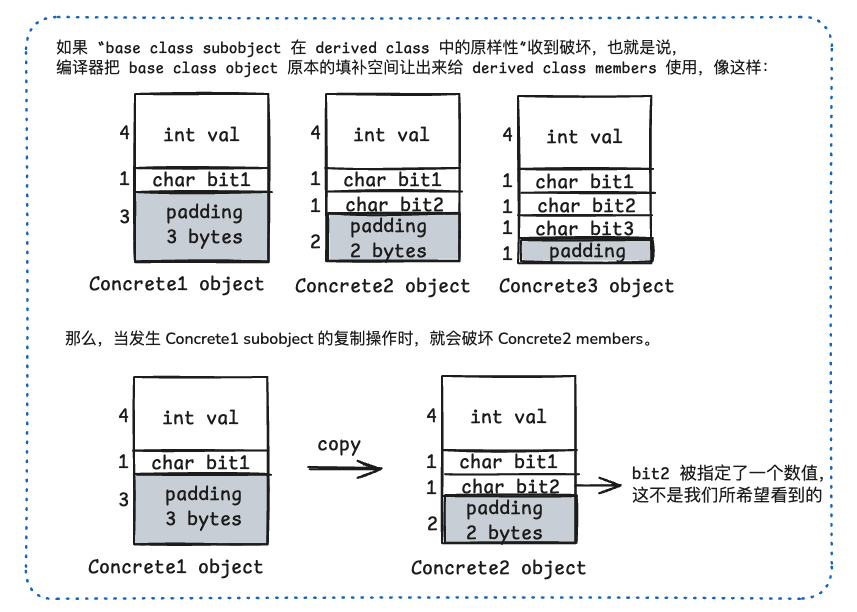 如果 “base class subobject 在 derived class 中的原样性”收到破坏，也就是说，
编译器把 base class object 原本的填补空间让出来给 derived class members 使用，像这样：
4 int val
1 char bit1
3 padding
3 bytes
Concrete1 object
4 int val
1 char bit1
1 char bit2
2 padding
2 bytes
Concrete2 object
4 int val
1 char bit1
1 char bit2
1 char bit3
1 padding
Concrete3 object
那么，当发生 Concrete1 subobject 的复制操作时，就会破坏 Concrete2 members。
4 int val
1 char bit1
3 padding
3 bytes
Concrete1 object
copy
4 int val
1 char bit1
1 char bit2
2 padding
2 bytes
Concrete2 object
bit2 被指定了一个数值，
这不是我们所希望看到的